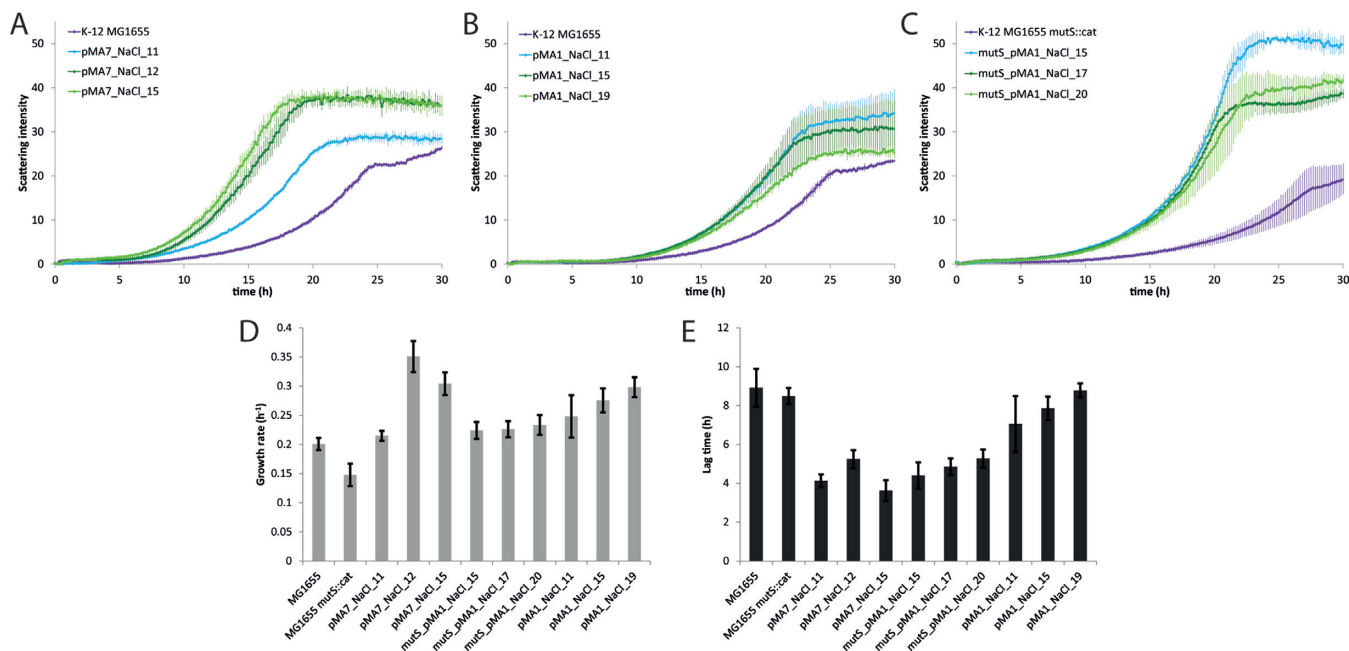 A
K-12 MG1655
pMA7_NaCl_11
pMA7_NaCl_12
pMA7_NaCl_15
Scattering intensity
50
40
30
20
10
0
0 5 10 15 20 25 30
time (h)
B
K-12 MG1655
pMA1_NaCl_11
pMA1_NaCl_15
pMA1_NaCl_19
Scattering intensity
50
40
30
20
10
0
0 5 10 15 20 25 30
time (h)
C
K-12 MG1655 mutS::cat
mutS_pMA1_NaCl_15
mutS_pMA1_NaCl_17
mutS_pMA1_NaCl_20
Scattering intensity
50
40
30
20
10
0
0 5 10 15 20 25 30
time (h)
D
Growth rate (h⁻¹)
0.4
0.35
0.3
0.25
0.2
0.15
0.1
0.05
0
MG1655
MG1655 mutS::cat
pMA7_NaCl_11
pMA7_NaCl_12
pMA7_NaCl_15
mutS_pMA1_NaCl_15
mutS_pMA1_NaCl_17
mutS_pMA1_NaCl_20
pMA1_NaCl_11
pMA1_NaCl_15
pMA1_NaCl_19
E
Lag time (h)
12
10
8
6
4
2
0
MG1655
MG1655 mutS::cat
pMA7_NaCl_11
pMA7_NaCl_12
pMA7_NaCl_15
mutS_pMA1_NaCl_15
mutS_pMA1_NaCl_17
mutS_pMA1_NaCl_20
pMA1_NaCl_11
pMA1_NaCl_15
pMA1_NaCl_19